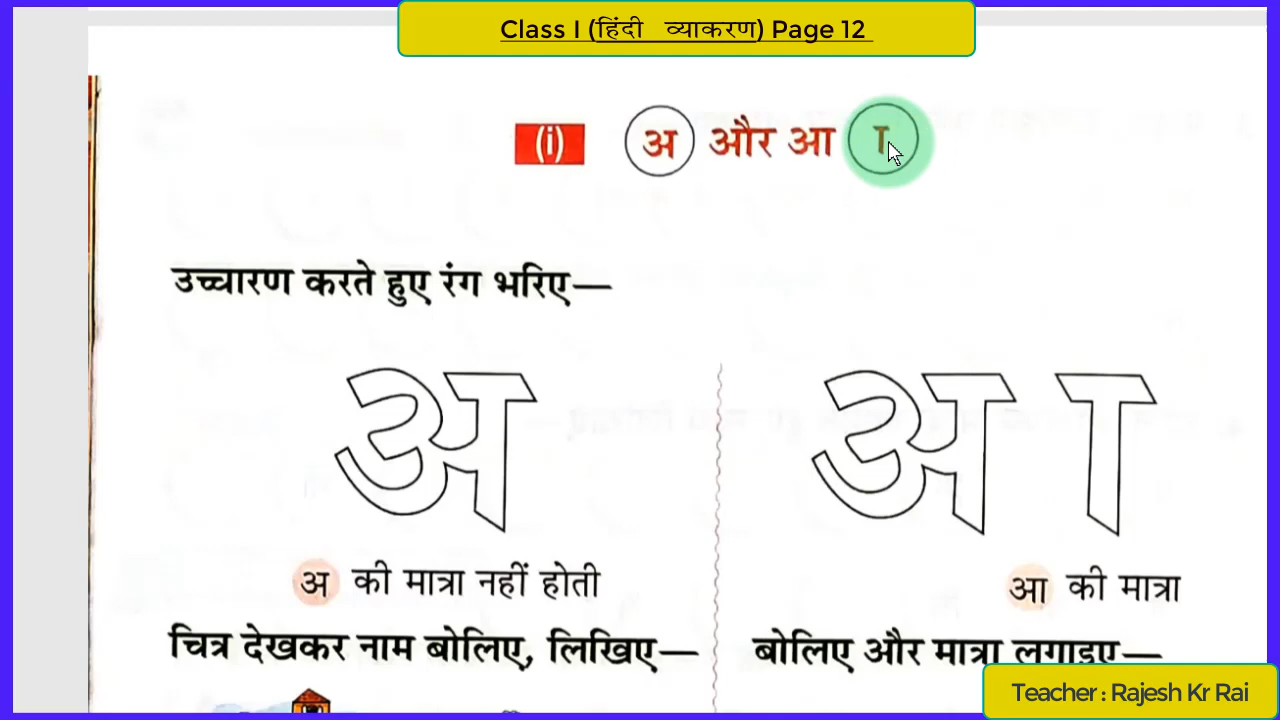 Class I (हिंदी व्याकरण) Page 12
(i) अ और आ ा
उच्चारण करते हुए रंग भरिए—
अ
अ ा
अ की मात्रा नहीं होती
आ की मात्रा
चित्र देखकर नाम बोलिए, लिखिए—
बोलिए और मात्रा लगाइए—
Teacher : Rajesh Kr Rai